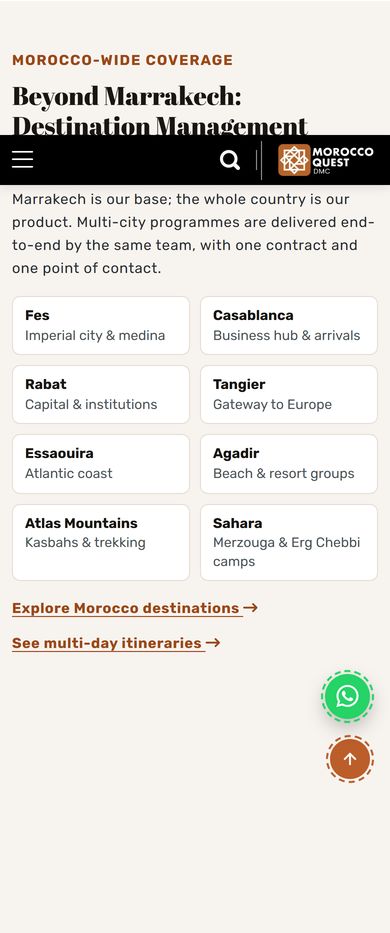 MOROCCO-WIDE COVERAGE
Beyond Marrakech:
Destination Management
MOROCCO
QUEST
DMC
Marrakech is our base; the whole country is our
product. Multi-city programmes are delivered end-
to-end by the same team, with one contract and
one point of contact.
Fes
Imperial city & medina
Casablanca
Business hub & arrivals
Rabat
Capital & institutions
Tangier
Gateway to Europe
Essaouira
Atlantic coast
Agadir
Beach & resort groups
Atlas Mountains
Kasbahs & trekking
Sahara
Merzouga & Erg Chebbi
camps
Explore Morocco destinations →
See multi-day itineraries →